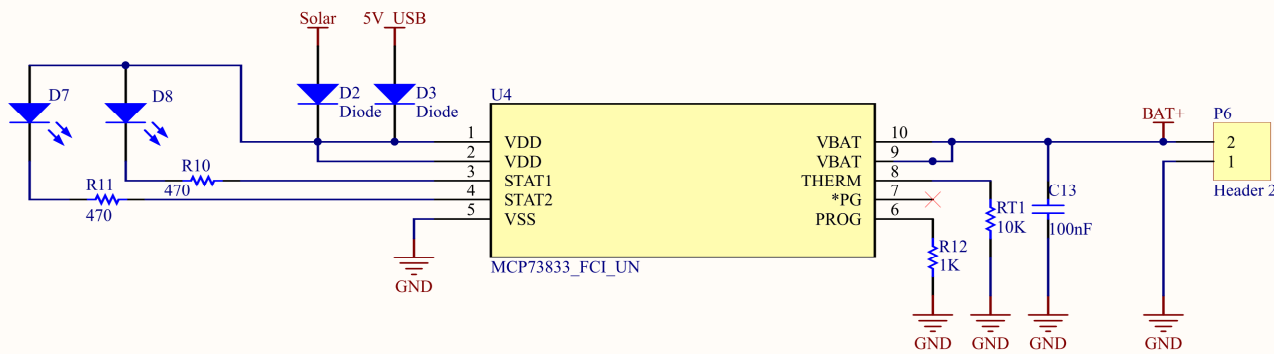 Solar
5V_USB
D7
D8
D2
Diode
D3
Diode
U4
BAT+
P6
1
VDD
VBAT
10
2
2
VDD
VBAT
9
1
R10
470
3
STAT1
THERM
8
R11
470
4
STAT2
*PG
7
Header 2
C13
100nF
RT1
10K
5
VSS
PROG
6
R12
1K
MCP73833_FCI_UN
GND
GND
GND
GND
GND